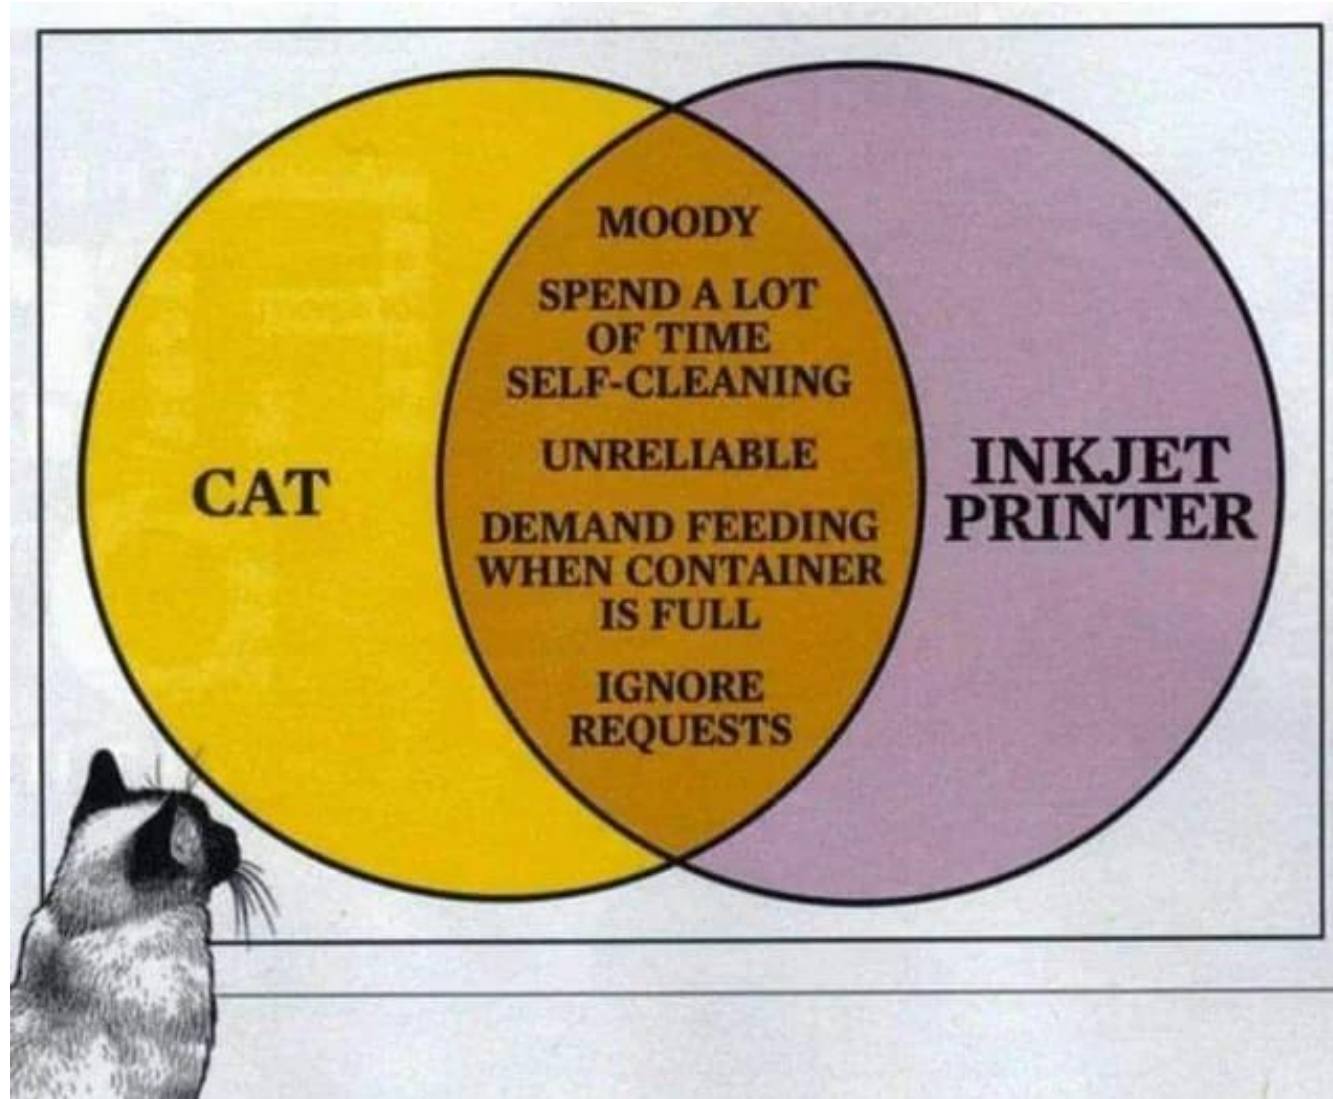 CAT
MOODY
SPEND A LOT
OF TIME
SELF-CLEANING
UNRELIABLE
DEMAND FEEDING
WHEN CONTAINER
IS FULL
IGNORE
REQUESTS
INKJET
PRINTER